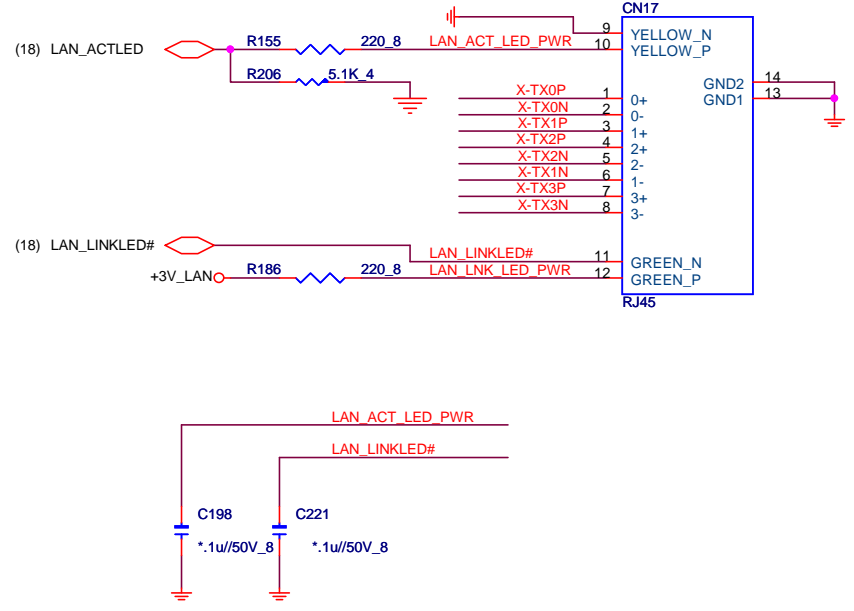 CN17
(18) LAN_ACTLED
R155
220_8
LAN_ACT_LED_PWR
9
10
YELLOW_N
YELLOW_P
R206
5.1K_4
GND2
GND1
14
13
X-TX0P
1
0+
X-TX0N
2
0-
X-TX1P
3
1+
X-TX2P
4
2+
X-TX2N
5
2-
X-TX1N
6
1-
X-TX3P
7
3+
X-TX3N
8
3-
(18) LAN_LINKLED#
LAN_LINKLED#
11
GREEN_N
+3V_LAN
R186
220_8
LAN_LNK_LED_PWR
12
GREEN_P
RJ45
LAN_ACT_LED_PWR
LAN_LINKLED#
C198
C221
*.1u//50V_8
*.1u//50V_8